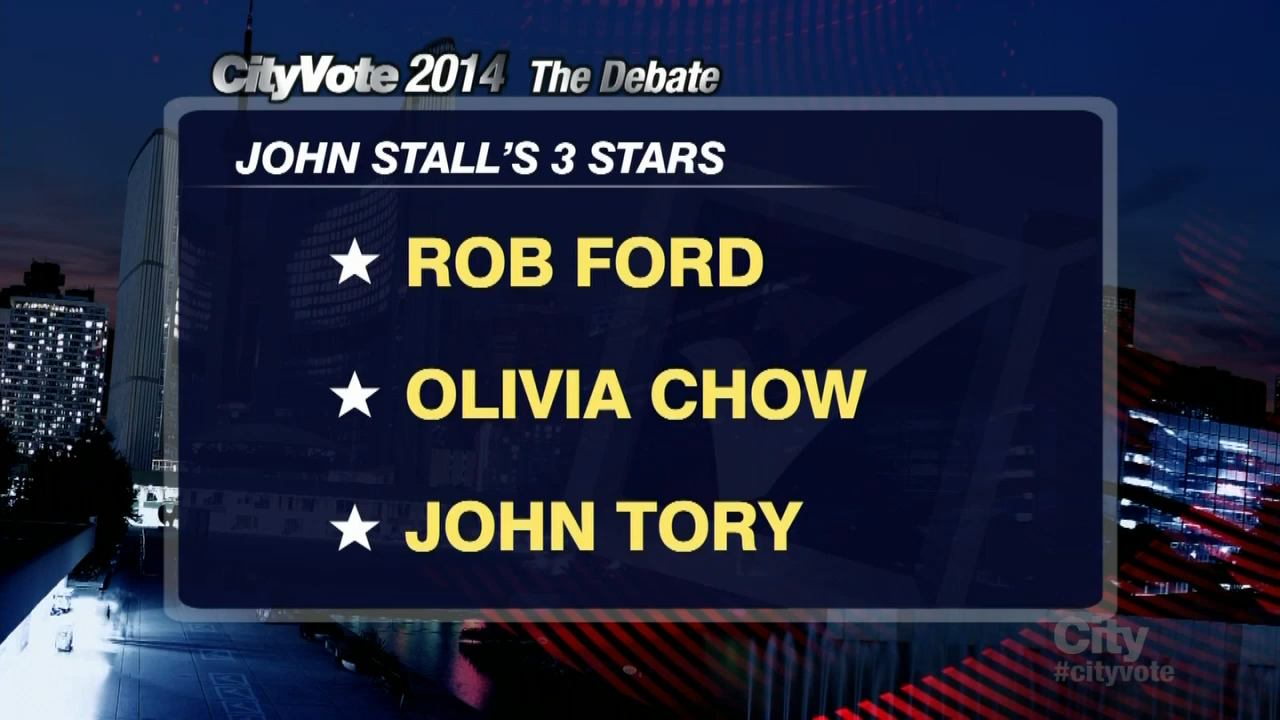 CityVote 2014 The Debate
JOHN STALL'S 3 STARS
ROB FORD
OLIVIA CHOW
JOHN TORY
City
#cityvote